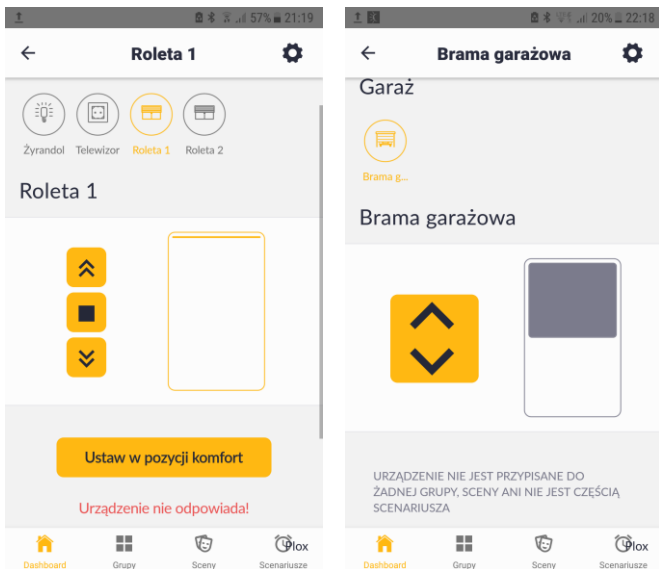 57% 21:19
Roleta 1
Żyrandol Telewizor Roleta 1 Roleta 2
Roleta 1
Ustaw w pozycji komfort
Urządzenie nie odpowiada!
Dashboard Grupy Sceny Scenariusze
Plox
20% 22:18
Brama garażowa
Garaż
Brama g...
Brama garażowa
URZĄDZENIE NIE JEST PRZYPISANE DO
ŻADNEJ GRUPY, SCENY ANI NIE JEST CZĘŚCIĄ
SCENARIUSZA
Dashboard Grupy Sceny Scenariusze
Plox